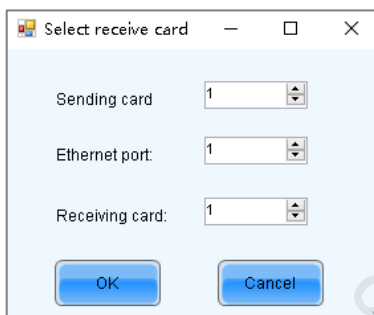 Select receive card
Sending card 1
Ethernet port: 1
Receiving card: 1
OK Cancel